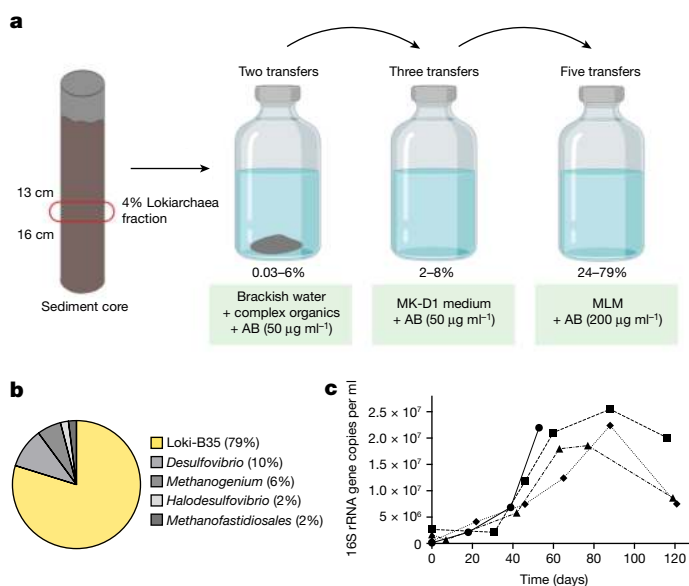 a
Two transfers
Three transfers
Five transfers
13 cm
4% Lokiarchaea
fraction
16 cm
Sediment core
0.03–6%
2–8%
24–79%
Brackish water
+ complex organics
+ AB (50 μg ml⁻¹)
MK-D1 medium
+ AB (50 μg ml⁻¹)
MLM
+ AB (200 μg ml⁻¹)
b
Loki-B35 (79%)
Desulfovibrio (10%)
Methanogenium (6%)
Halodesulfovibrio (2%)
Methanofastidiosales (2%)
c
16S rRNA gene copies per ml
2.5 × 10⁷
2.0 × 10⁷
1.5 × 10⁷
1.0 × 10⁷
5 × 10⁶
0
0 20 40 60 80 100 120
Time (days)